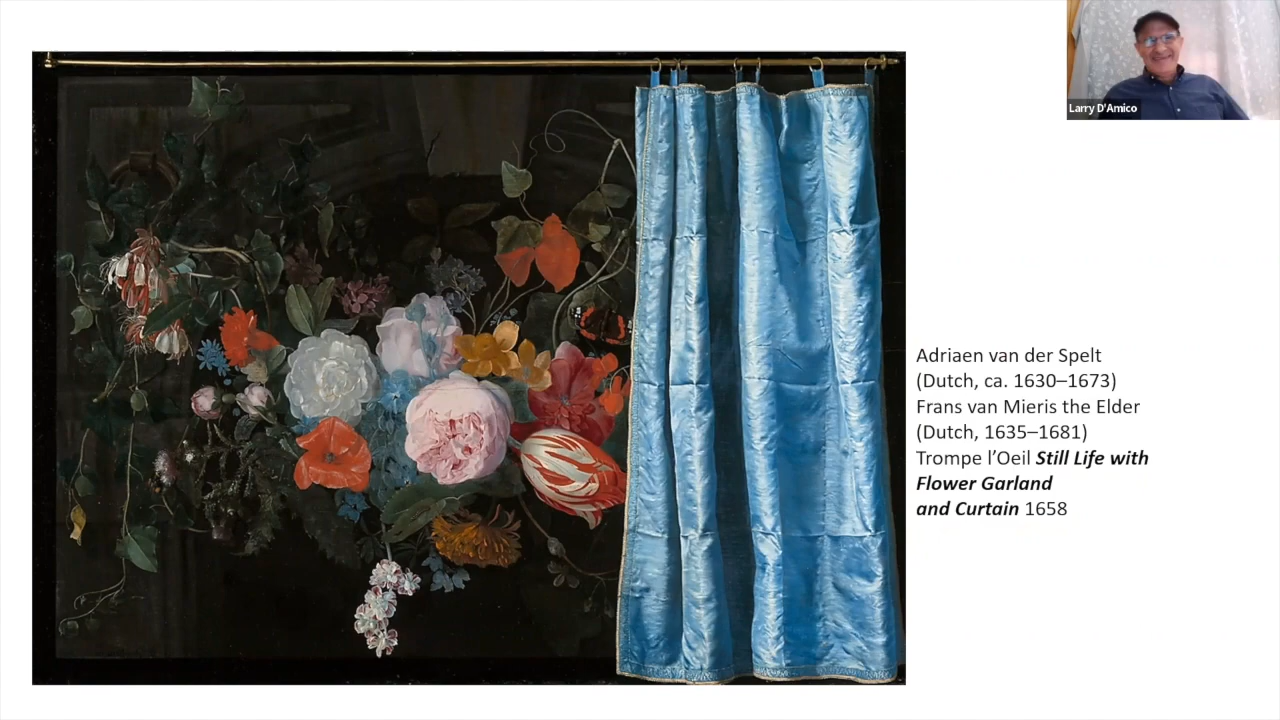 Larry D'Amico
Adriaen van der Spelt
(Dutch, ca. 1630–1673)
Frans van Mieris the Elder
(Dutch, 1635–1681)
Trompe l’Oeil Still Life with
Flower Garland
and Curtain 1658